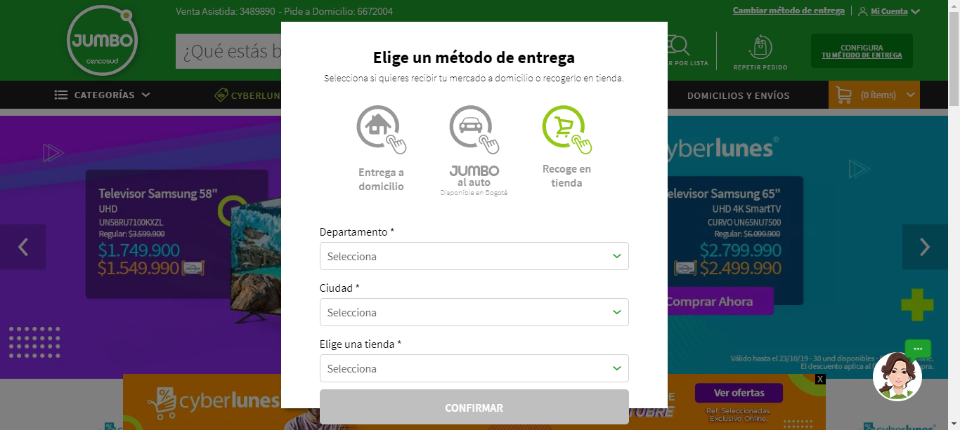 Venta Asistida: 3489890 - Pide a Domicilio: 6672004
Cambiar método de entrega
Mi Cuenta
JUMBO
cencosud
¿Qué estás b
R POR LISTA
REPETIR PEDIDO
CONFIGURA
TU MÉTODO DE ENTREGA
CATEGORÍAS
CYBERLUN
DOMICILIOS Y ENVÍOS
(0 ítems)
Elige un método de entrega
Selecciona si quieres recibir tu mercado a domicilio o recogerlo en tienda.
Entrega a
domicilio
JUMBO
al auto
Disponible en Bogotá
Recoge en
tienda
Departamento *
Selecciona
Ciudad *
Selecciona
Elige una tienda *
Selecciona
CONFIRMAR
Televisor Samsung 58"
UHD
UN58RU7100KXZL
Regular: $3.599.900
$1.749.900
$1.549.990
yberlunes
Televisor Samsung 65"
UHD 4K SmartTV
CURVO UN65NU7500
Regular: $6.099.900
$2.799.990
$2.499.990
Comprar Ahora
Válido hasta el 23/10/19 - 30 und disponibles
El descuento aplica al
cyberlunes
TUBRE
Ver ofertas
Ref. Seleccionadas
Exclusivo Online.
X
cencosud